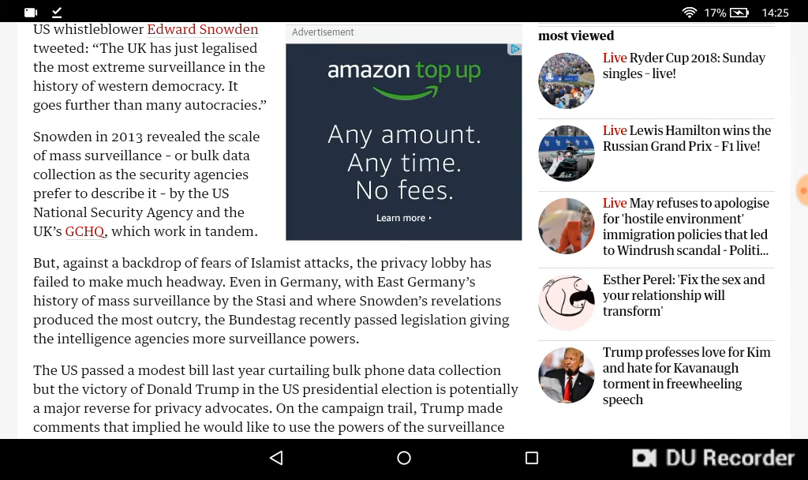 17% 14:25
US whistleblower Edward Snowden
tweeted: “The UK has just legalised
the most extreme surveillance in the
history of western democracy. It
goes further than many autocracies.”
Snowden in 2013 revealed the scale
of mass surveillance – or bulk data
collection as the security agencies
prefer to describe it – by the US
National Security Agency and the
UK’s GCHQ, which work in tandem.
Advertisement
amazon top up
Any amount.
Any time.
No fees.
Learn more
But, against a backdrop of fears of Islamist attacks, the privacy lobby has
failed to make much headway. Even in Germany, with East Germany’s
history of mass surveillance by the Stasi and where Snowden’s revelations
produced the most outcry, the Bundestag recently passed legislation giving
the intelligence agencies more surveillance powers.
The US passed a modest bill last year curtailing bulk phone data collection
but the victory of Donald Trump in the US presidential election is potentially
a major reverse for privacy advocates. On the campaign trail, Trump made
comments that implied he would like to use the powers of the surveillance
most viewed
Live Ryder Cup 2018: Sunday
singles – live!
Live Lewis Hamilton wins the
Russian Grand Prix – F1 live!
Live May refuses to apologise
for 'hostile environment'
immigration policies that led
to Windrush scandal - Politi...
Esther Perel: 'Fix the sex and
your relationship will
transform'
Trump professes love for Kim
and hate for Kavanaugh
torment in freewheeling
speech
DU Recorder